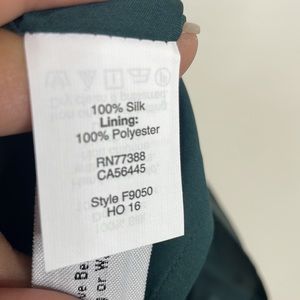 100% Silk
Lining:
100% Polyester
RN77388
CA56445
Style F9050
HO 16